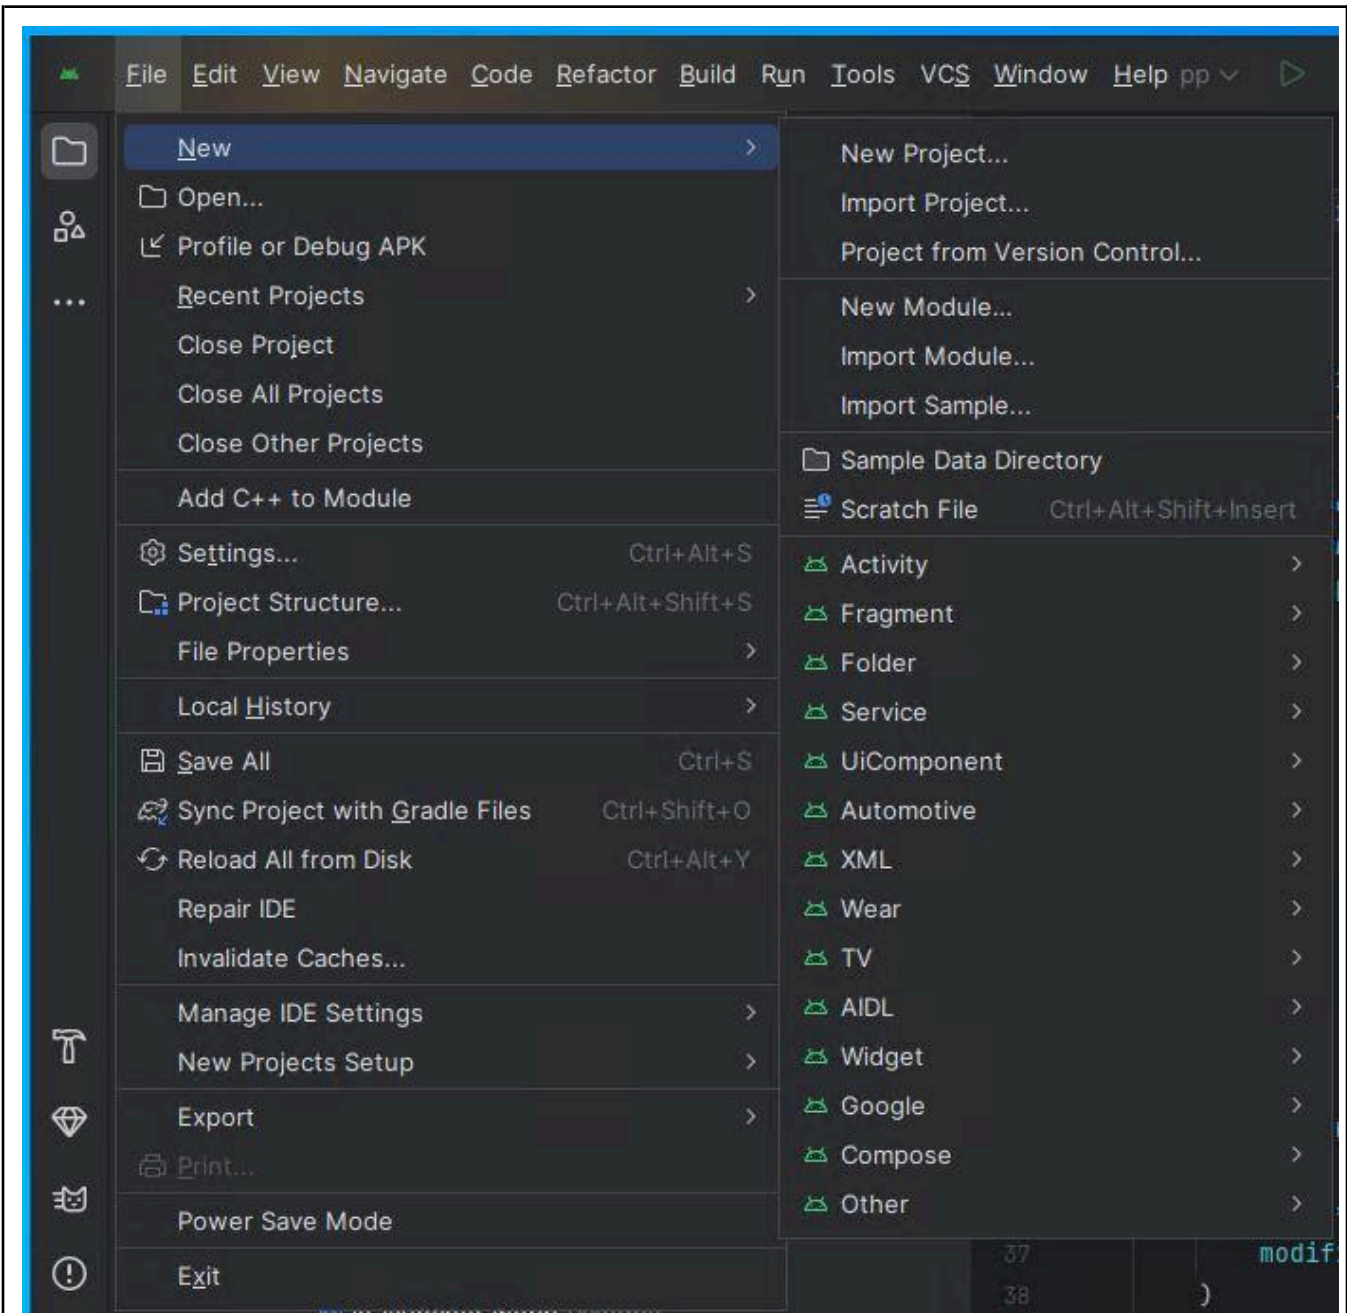 File Edit View Navigate Code Refactor Build Run Tools VCS Window Help pp
New
Open...
Profile or Debug APK
Recent Projects
Close Project
Close All Projects
Close Other Projects
Add C++ to Module
Settings... Ctrl+Alt+S
Project Structure... Ctrl+Alt+Shift+S
File Properties
Local History
Save All Ctrl+S
Sync Project with Gradle Files Ctrl+Shift+O
Reload All from Disk Ctrl+Alt+Y
Repair IDE
Invalidate Caches...
Manage IDE Settings
New Projects Setup
Export
Print...
Power Save Mode
Exit
New Project...
Import Project...
Project from Version Control...
New Module...
Import Module...
Import Sample...
Sample Data Directory
Scratch File Ctrl+Alt+Shift+Insert
Activity
Fragment
Folder
Service
UiComponent
Automotive
XML
Wear
TV
AIDL
Widget
Google
Compose
Other
37 modif
38 )